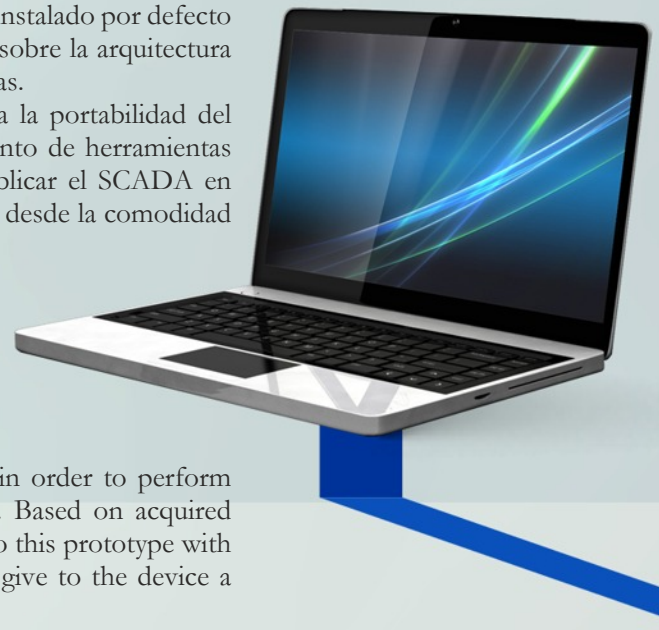 nstalado por defecto
sobre la arquitectura
as.
a la portabilidad del
nto de herramientas
plicar el SCADA en
desde la comodidad
in order to perform
. Based on acquired
o this prototype with
give to the device a